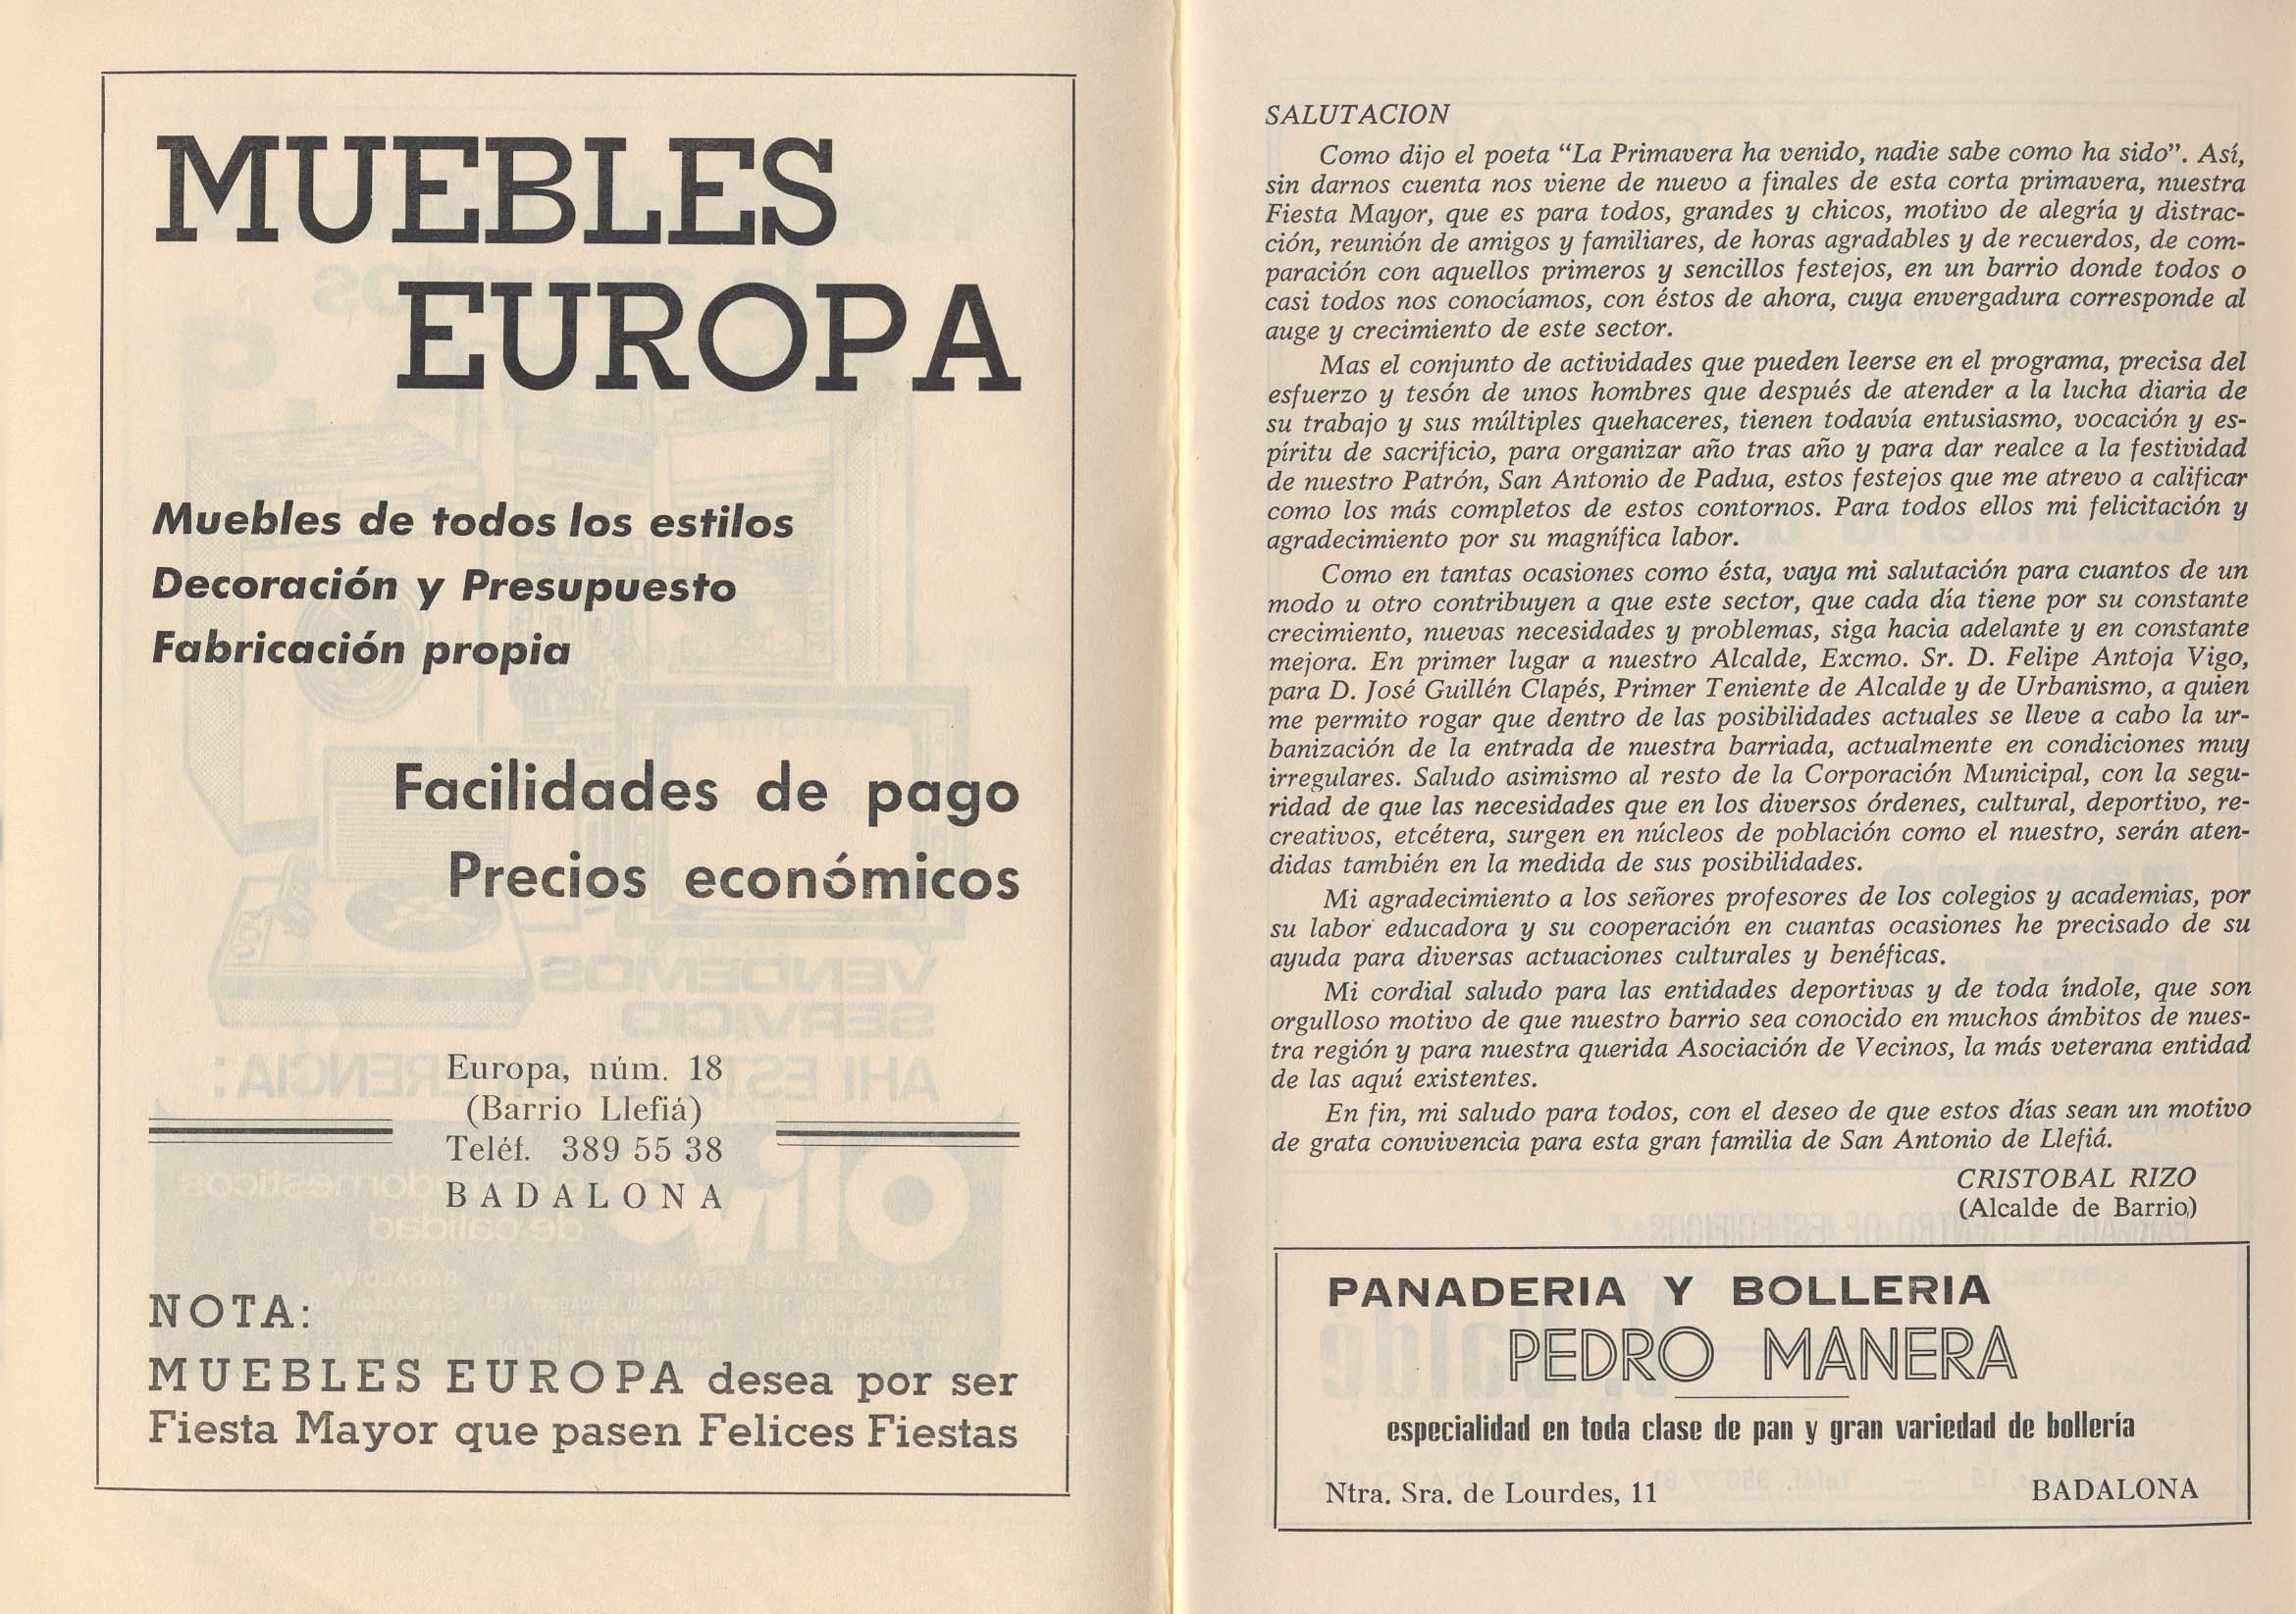 MUEBLES
EUROPA
Muebles de todos los estilos
Decoración y Presupuesto
Fabricación propia
Facilidades de pago
Precios económicos
Europa, núm. 18
(Barrio Llefiá)
Teléf. 389 55 38
BADALONA
NOTA:
MUEBLES EUROPA desea por ser
Fiesta Mayor que pasen Felices Fiestas
SALUTACION
Como dijo el poeta “La Primavera ha venido, nadie sabe como ha sido”. Así,
sin darnos cuenta nos viene de nuevo a finales de esta corta primavera, nuestra
Fiesta Mayor, que es para todos, grandes y chicos, motivo de alegría y distrac-
ción, reunión de amigos y familiares, de horas agradables y de recuerdos, de com-
paración con aquellos primeros y sencillos festejos, en un barrio donde todos o
casi todos nos conocíamos, con éstos de ahora, cuya envergadura corresponde al
auge y crecimiento de este sector.
Mas el conjunto de actividades que pueden leerse en el programa, precisa del
esfuerzo y tesón de unos hombres que después de atender a la lucha diaria de
su trabajo y sus múltiples quehaceres, tienen todavía entusiasmo, vocación y es-
píritu de sacrificio, para organizar año tras año y para dar realce a la festividad
de nuestro Patrón, San Antonio de Padua, estos festejos que me atrevo a calificar
como los más completos de estos contornos. Para todos ellos mi felicitación y
agradecimiento por su magnífica labor.
Como en tantas ocasiones como ésta, vaya mi salutación para cuantos de un
modo u otro contribuyen a que este sector, que cada día tiene por su constante
crecimiento, nuevas necesidades y problemas, siga hacia adelante y en constante
mejora. En primer lugar a nuestro Alcalde, Excmo. Sr. D. Felipe Antoja Vigo,
para D. José Guillén Clapés, Primer Teniente de Alcalde y de Urbanismo, a quien
me permito rogar que dentro de las posibilidades actuales se lleve a cabo la ur-
banización de la entrada de nuestra barriada, actualmente en condiciones muy
irregulares. Saludo asimismo al resto de la Corporación Municipal, con la segu-
ridad de que las necesidades que en los diversos órdenes, cultural, deportivo, re-
creativos, etcétera, surgen en núcleos de población como el nuestro, serán aten-
didas también en la medida de sus posibilidades.
Mi agradecimiento a los señores profesores de los colegios y academias, por
su labor educadora y su cooperación en cuantas ocasiones he precisado de su
ayuda para diversas actuaciones culturales y benéficas.
Mi cordial saludo para las entidades deportivas y de toda índole, que son
orgulloso motivo de que nuestro barrio sea conocido en muchos ámbitos de nues-
tra región y para nuestra querida Asociación de Vecinos, la más veterana entidad
de las aquí existentes.
En fin, mi saludo para todos, con el deseo de que estos días sean un motivo
de grata convivencia para esta gran familia de San Antonio de Llefiá.
CRISTOBAL RIZO
(Alcalde de Barrio)
PANADERIA Y BOLLERIA
PEDRO MANERA
especialidad en toda clase de pan y gran variedad de bollería
Ntra. Sra. de Lourdes, 11 BADALONA